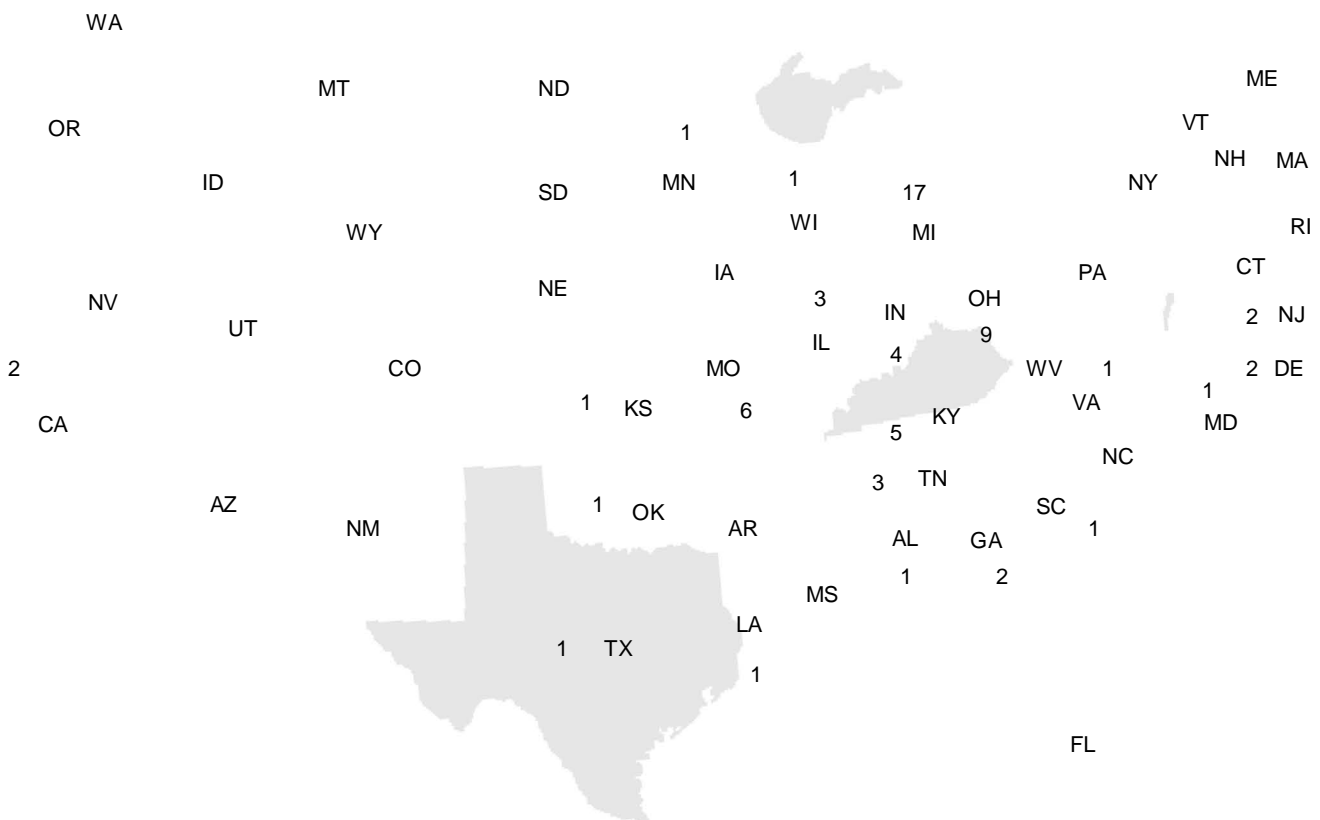 WA
MT ND ME
OR 1 VT
NH MA
ID SD MN 1 17 NY
WY WI MI RI
IA PA CT
NV NE 3 IN OH 2 NJ
UT IL 4 9
2 CO MO WV 1 2 DE
CA 1 KS 6 5 KY VA 1 MD
NC
AZ 1 OK 3 TN SC
NM AR AL GA 1
MS 1 2
1 TX LA
1
FL